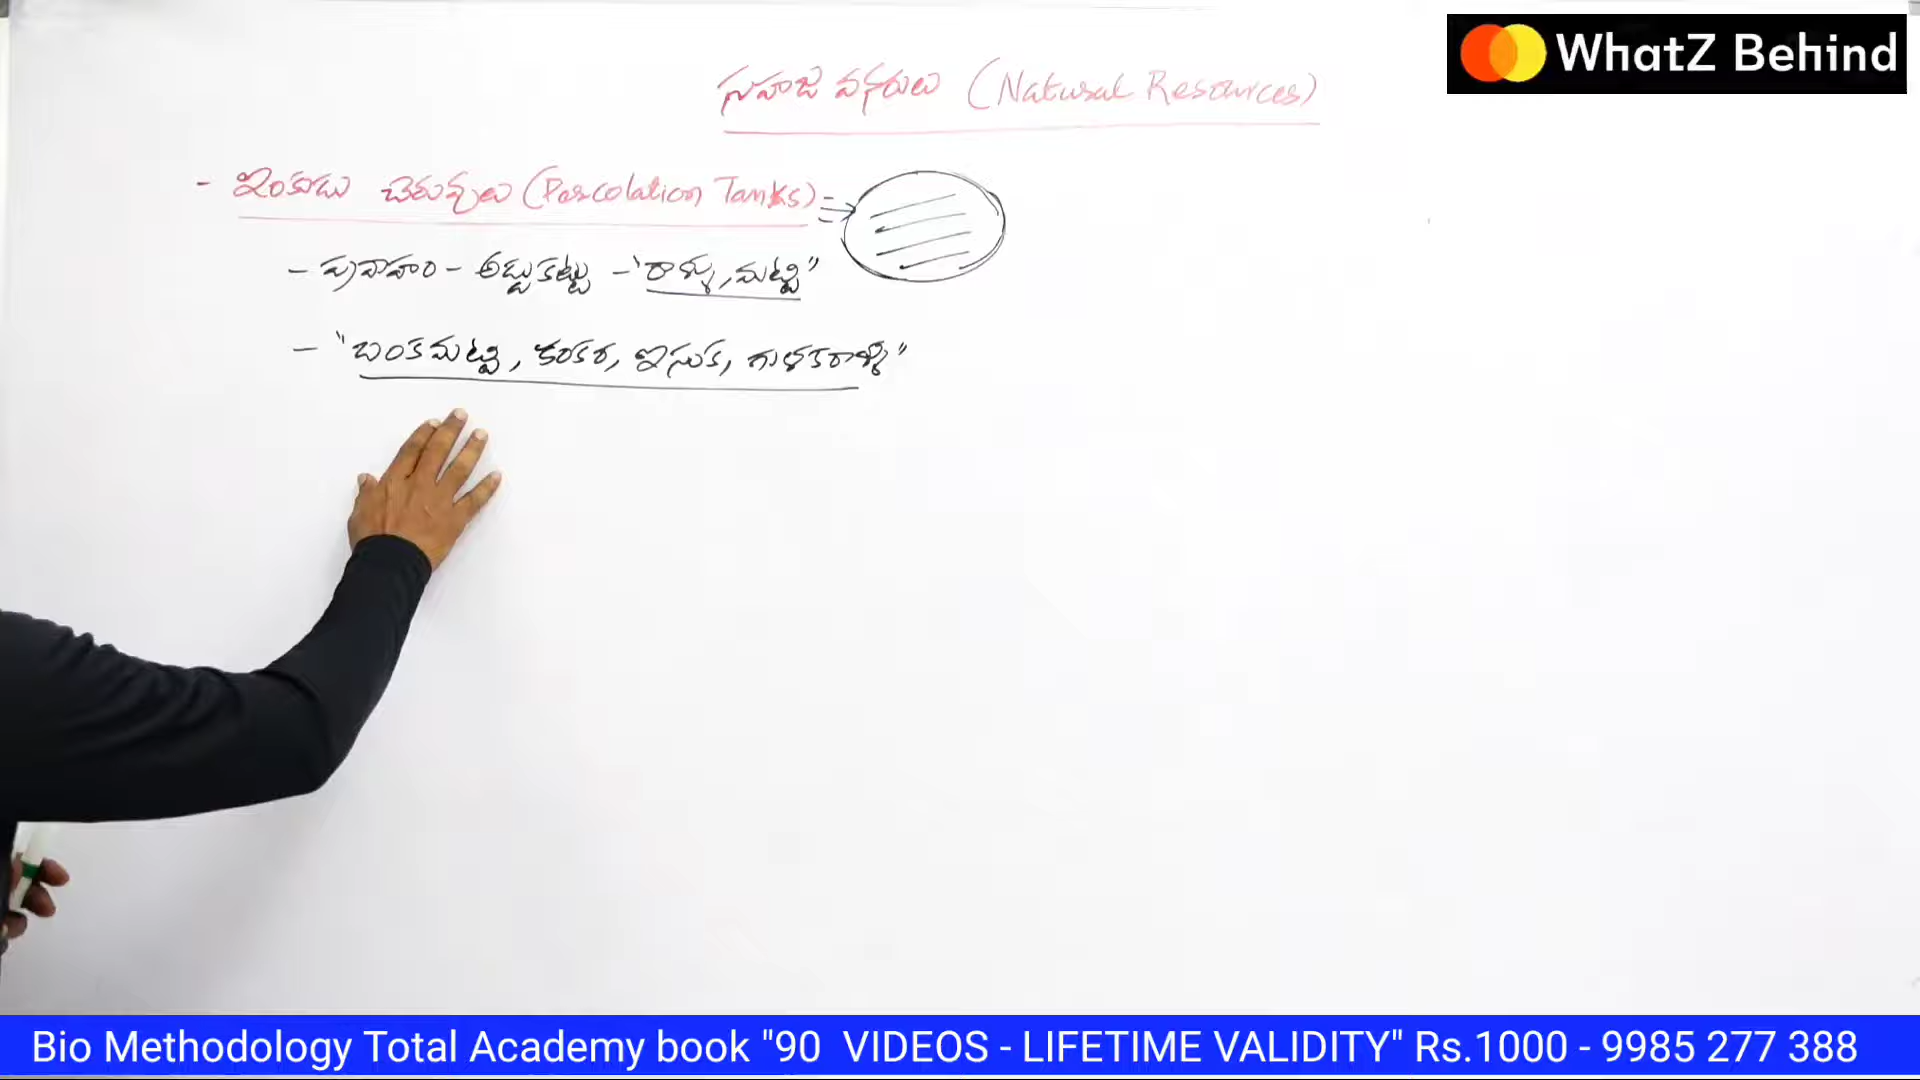 WhatZ Behind
సహజ వనరులు (Natural Resources)
- ఇంకుడు చెరువులు (Percolation Tanks)
- ప్రవాహం - అడ్డుకట్ట - "రాళ్ళు, మట్టి"
- "బంకమట్టి, కంకర, ఇసుక, గుళకరాళ్ళు"
Bio Methodology Total Academy book "90 VIDEOS - LIFETIME VALIDITY" Rs.1000 - 9985 277 388